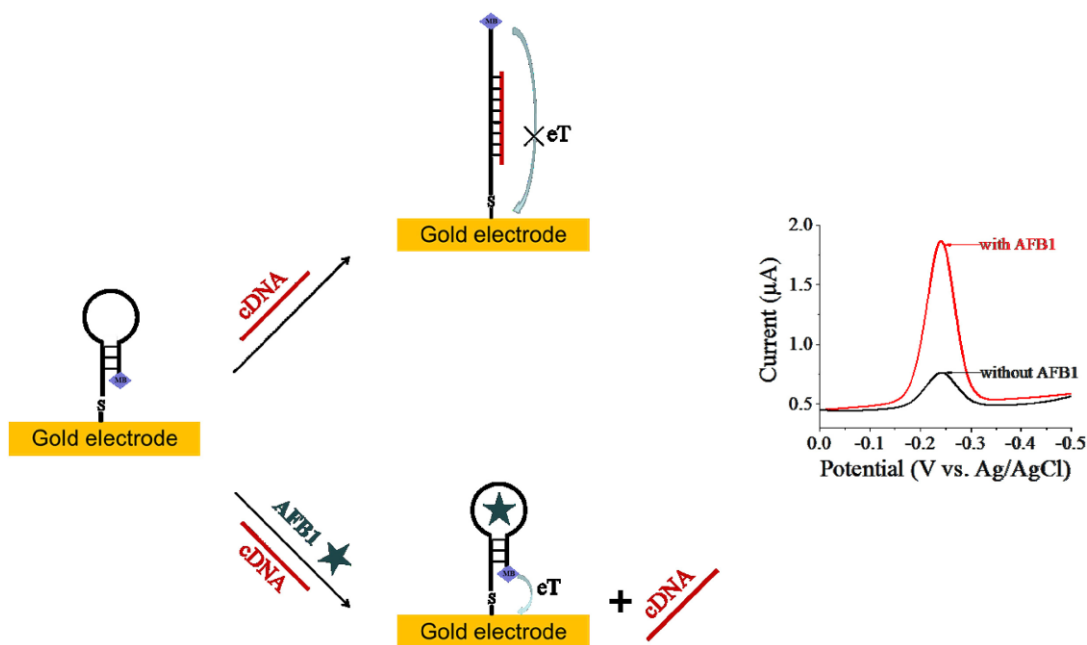 MB
eT
S
Gold electrode
cDNA
MB
S
Gold electrode
AFB1
cDNA
MB
eT
S
Gold electrode
+
cDNA
2.0
1.5
1.0
0.5
Current (μA)
with AFB1
without AFB1
0.0 -0.1 -0.2 -0.3 -0.4 -0.5
Potential (V vs. Ag/AgCl)